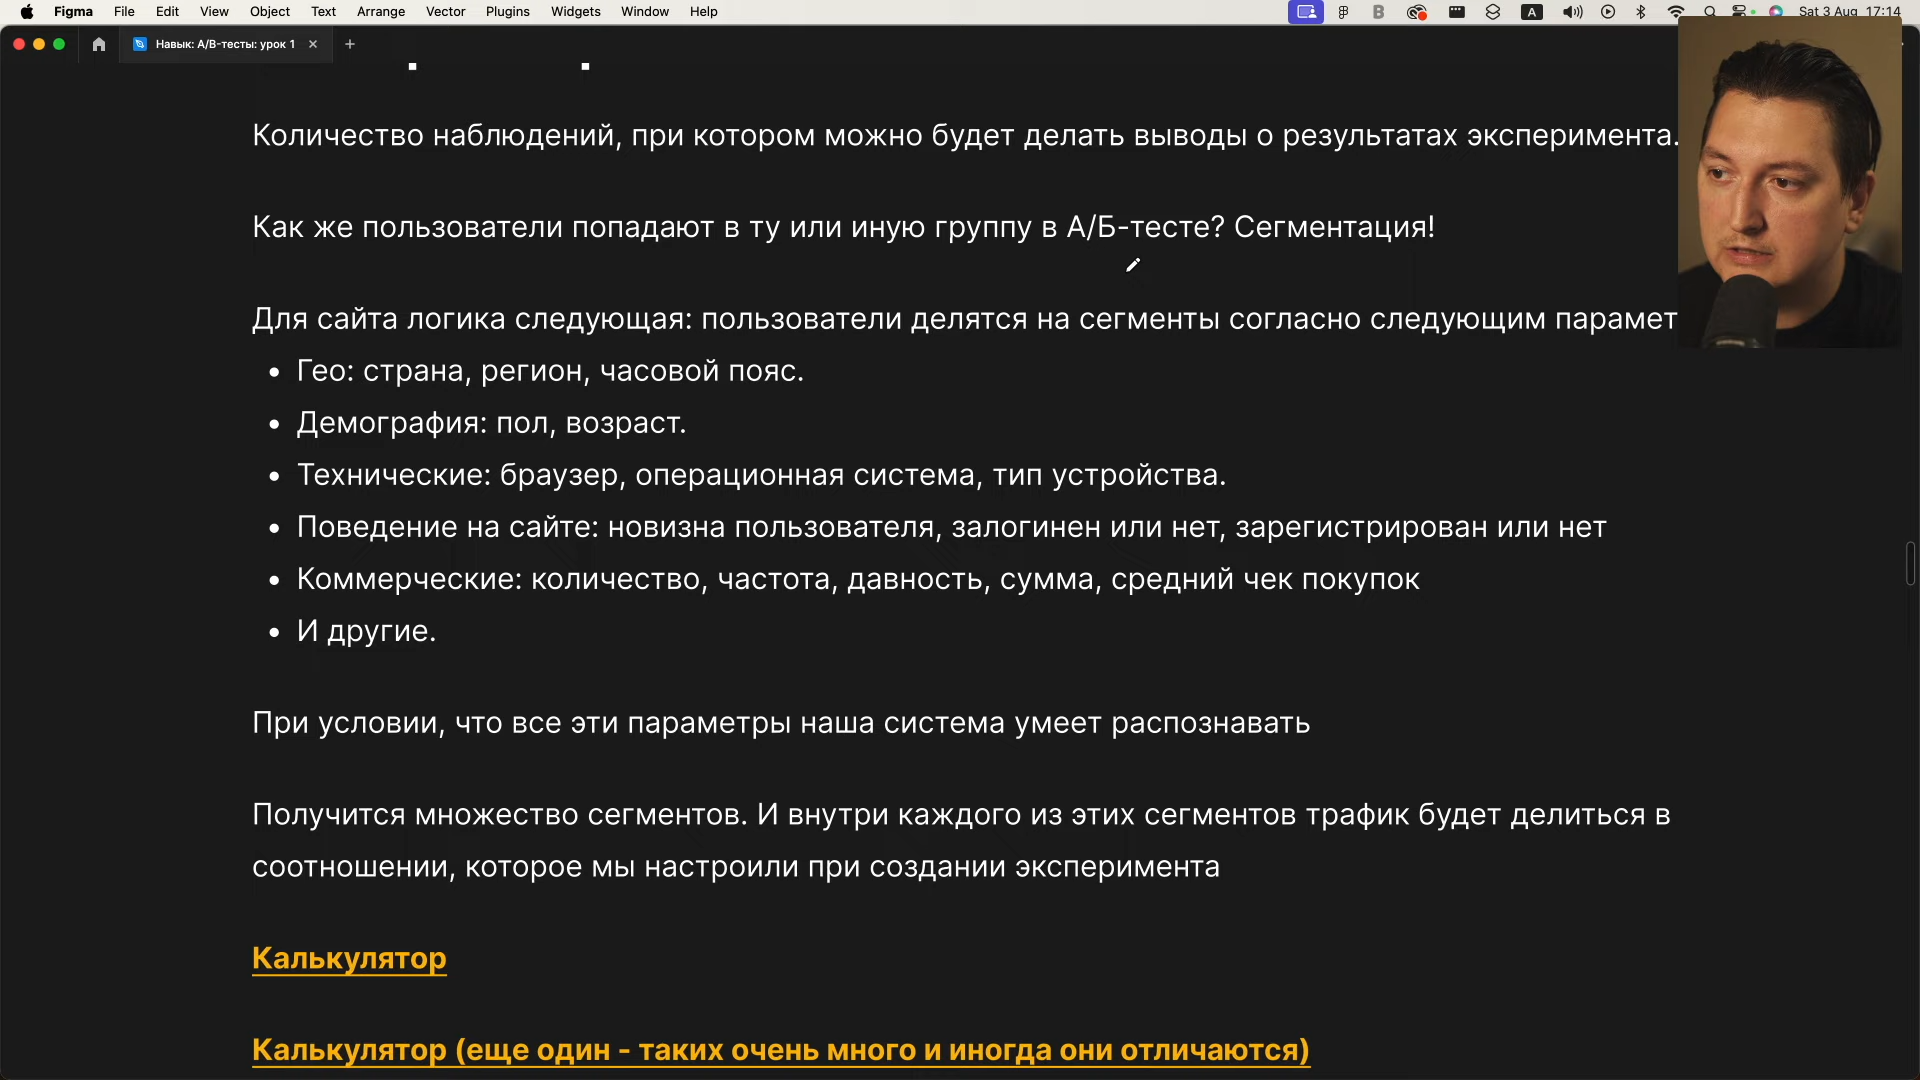 Figma File Edit View Object Text Arrange Vector Plugins Widgets Window Help A Sat 3 Aug 17:14
Навык: A/B-тесты: урок 1
Количество наблюдений, при котором можно будет делать выводы о результатах эксперимента.
Как же пользователи попадают в ту или иную группу в А/Б-тесте? Сегментация!
Для сайта логика следующая: пользователи делятся на сегменты согласно следующим парамет
• Гео: страна, регион, часовой пояс.
• Демография: пол, возраст.
• Технические: браузер, операционная система, тип устройства.
• Поведение на сайте: новизна пользователя, залогинен или нет, зарегистрирован или нет
• Коммерческие: количество, частота, давность, сумма, средний чек покупок
• И другие.
При условии, что все эти параметры наша система умеет распознавать
Получится множество сегментов. И внутри каждого из этих сегментов трафик будет делиться в
соотношении, которое мы настроили при создании эксперимента
Калькулятор
Калькулятор (еще один - таких очень много и иногда они отличаются)